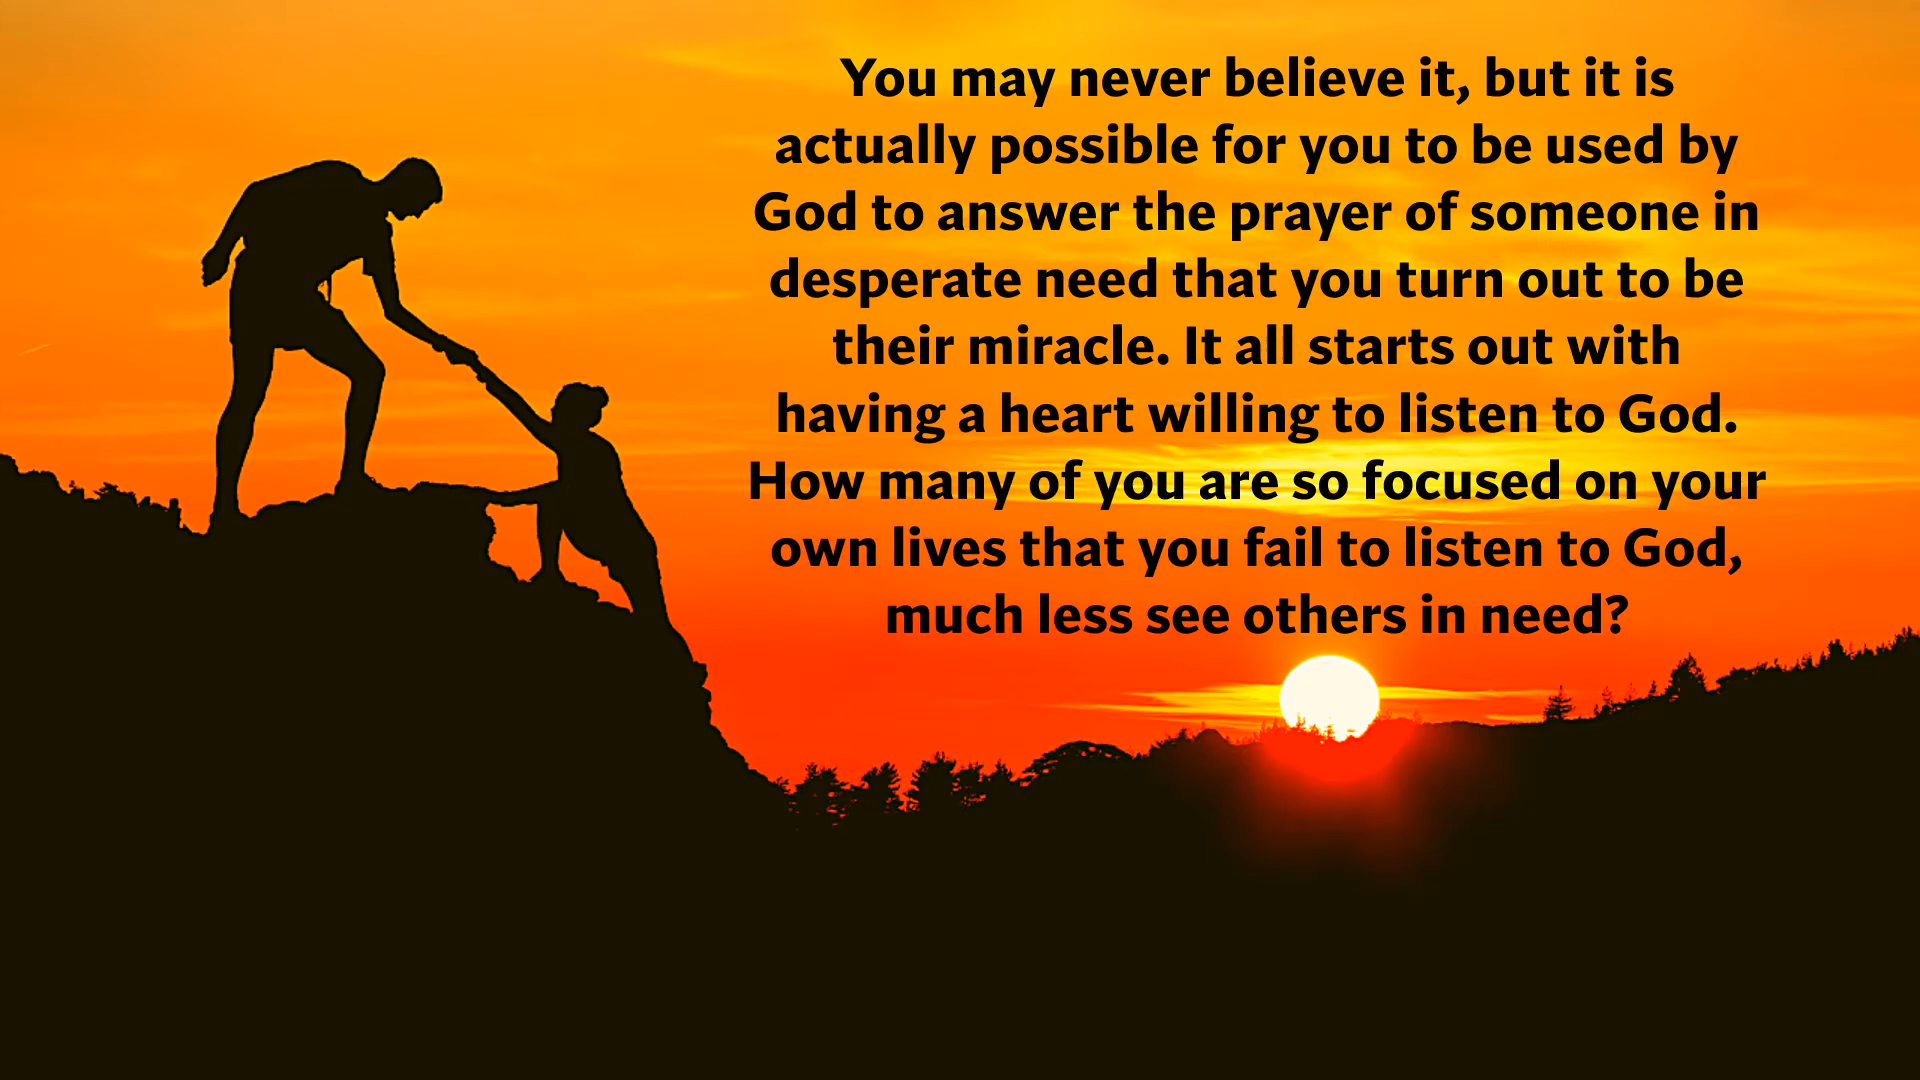 You may never believe it, but it is
actually possible for you to be used by
God to answer the prayer of someone in
desperate need that you turn out to be
their miracle. It all starts out with
having a heart willing to listen to God.
How many of you are so focused on your
own lives that you fail to listen to God,
much less see others in need?